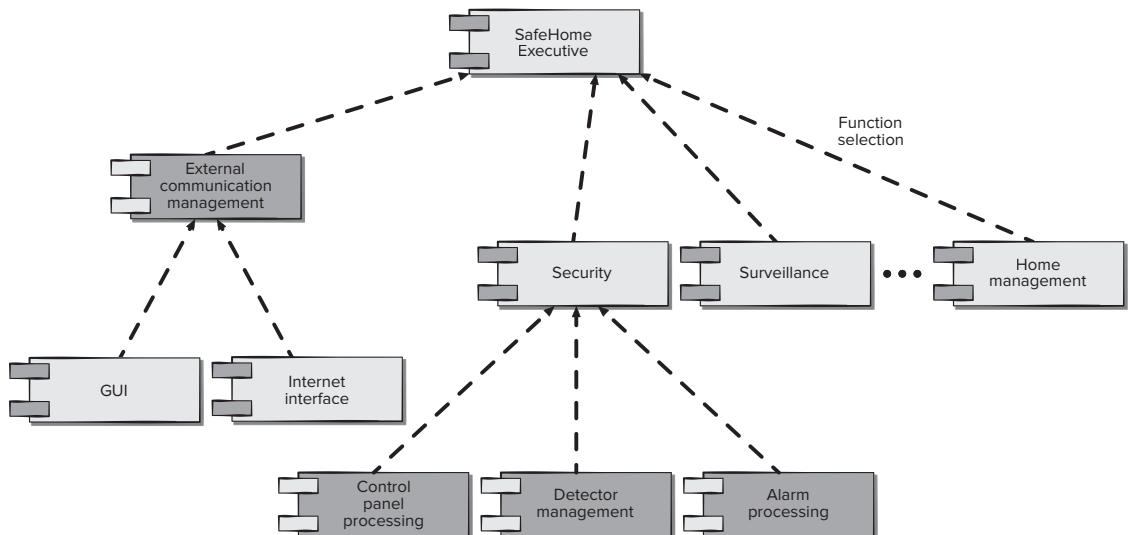 SafeHome
Executive
Function
selection
External
communication
management
Security
Surveillance
Home
management
GUI
Internet
interface
Control
panel
processing
Detector
management
Alarm
processing